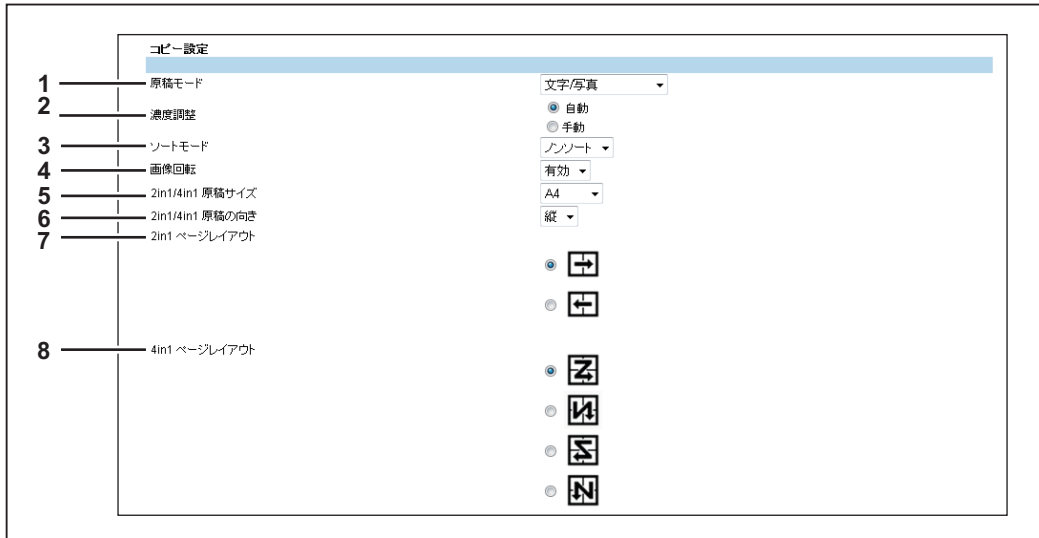 コピー設定
1 原稿モード 文字/写真
2 濃度調整 自動
手動
3 ソートモード ノンソート
4 画像回転 有効
5 2in1/4in1 原稿サイズ A4
6 2in1/4in1 原稿の向き 縦
7 2in1 ページレイアウト
8 4in1 ページレイアウト